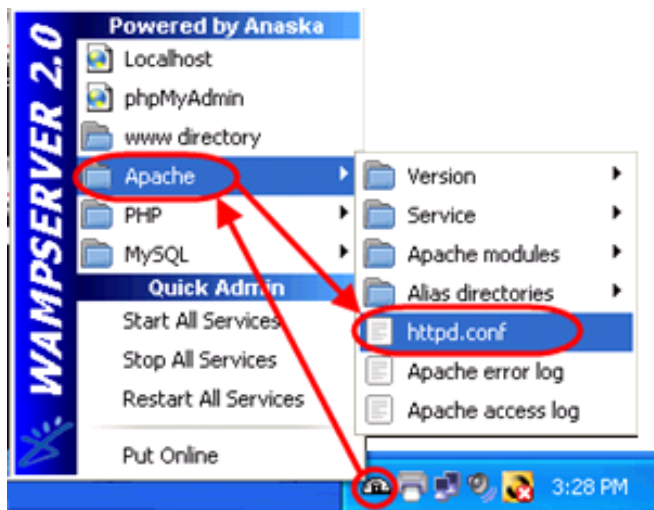 WAMPSERVER 2.0
Powered by Anaska
Localhost
phpMyAdmin
www directory
Apache
PHP
MySQL
Quick Admin
Start All Services
Stop All Services
Restart All Services
Put Online
Version
Service
Apache modules
Alias directories
httpd.conf
Apache error log
Apache access log
3:28 PM